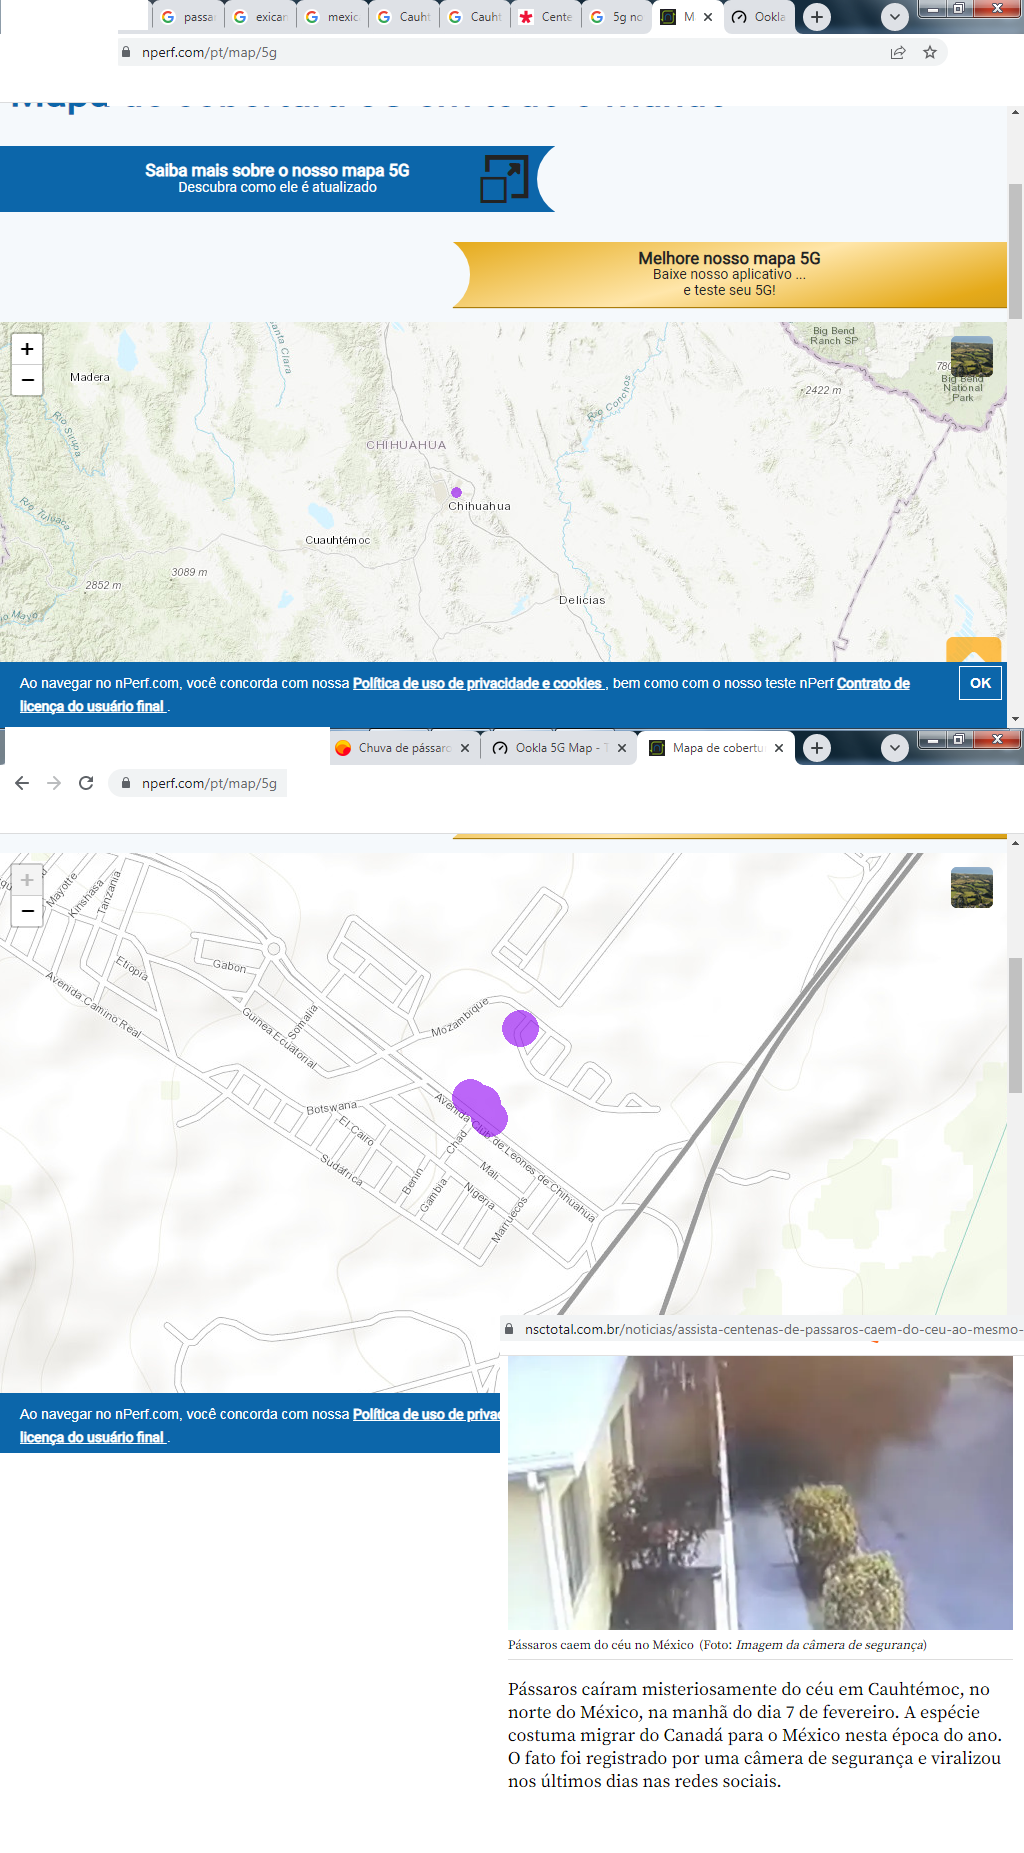 passa
exican
mexic
Cauht
Cauht
Cente
5g no
M
Ookla
nperf.com/pt/map/5g
Saiba mais sobre o nosso mapa 5G
Descubra como ele é atualizado
Melhore nosso mapa 5G
Baixe nosso aplicativo ...
e teste seu 5G!
+
−
Madera
Santa Clara
Big Bend
Ranch SP
Rio Conchos
2422 m
Big Bend
National
Park
Rio Sirupa
CHIHUAHUA
Chihuahua
Cuauhtémoc
3089 m
2852 m
Delicias
Ao navegar no nPerf.com, você concorda com nossa Política de uso de privacidade e cookies , bem como com o nosso teste nPerf Contrato de
licença do usuário final .
OK
Chuva de pássaro
Ookla 5G Map - T
Mapa de cobertu
nperf.com/pt/map/5g
+
−
Mayotte
Kinshasa
Tanzania
Etiopía
Gabon
Avenida Camino Real
Guinea Ecuatorial
Somalia
Mozambique
Botswana
El Cairo
Sudáfrica
Avenida Club de Leones de Chihuahua
Chad
Benin
Gambia
Mali
Nigeria
Marruecos
nsctotal.com.br/noticias/assista-centenas-de-passaros-caem-do-ceu-ao-mesmo-
Ao navegar no nPerf.com, você concorda com nossa Política de uso de privac
licença do usuário final .
Pássaros caem do céu no México (Foto: Imagem da câmera de segurança)
Pássaros caíram misteriosamente do céu em Cauhtémoc, no
norte do México, na manhã do dia 7 de fevereiro. A espécie
costuma migrar do Canadá para o México nesta época do ano.
O fato foi registrado por uma câmera de segurança e viralizou
nos últimos dias nas redes sociais.